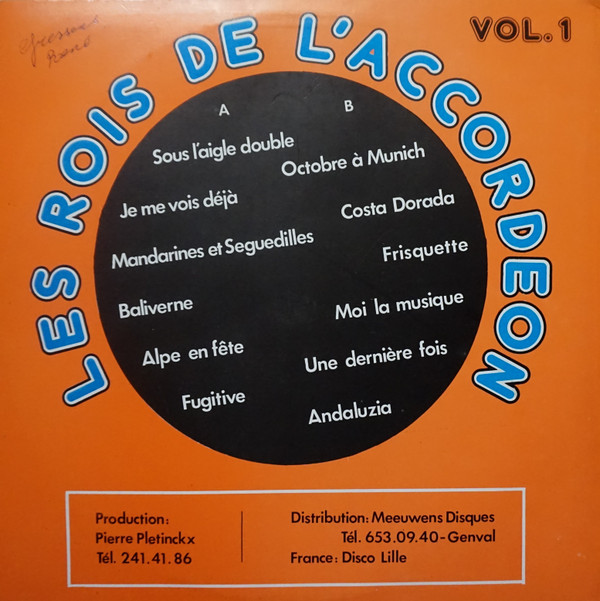 VOL. 1
LES ROIS DE L'ACCORDEON
A
Sous l'aigle double
Je me vois déjà
Mandarines et Seguedilles
Baliverne
Alpe en fête
Fugitive
B
Octobre à Munich
Costa Dorada
Frisquette
Moi la musique
Une dernière fois
Andaluzia
Production:
Pierre Pletinckx
Tél. 241.41.86
Distribution: Meeuwens Disques
Tél. 653.09.40-Genval
France: Disco Lille